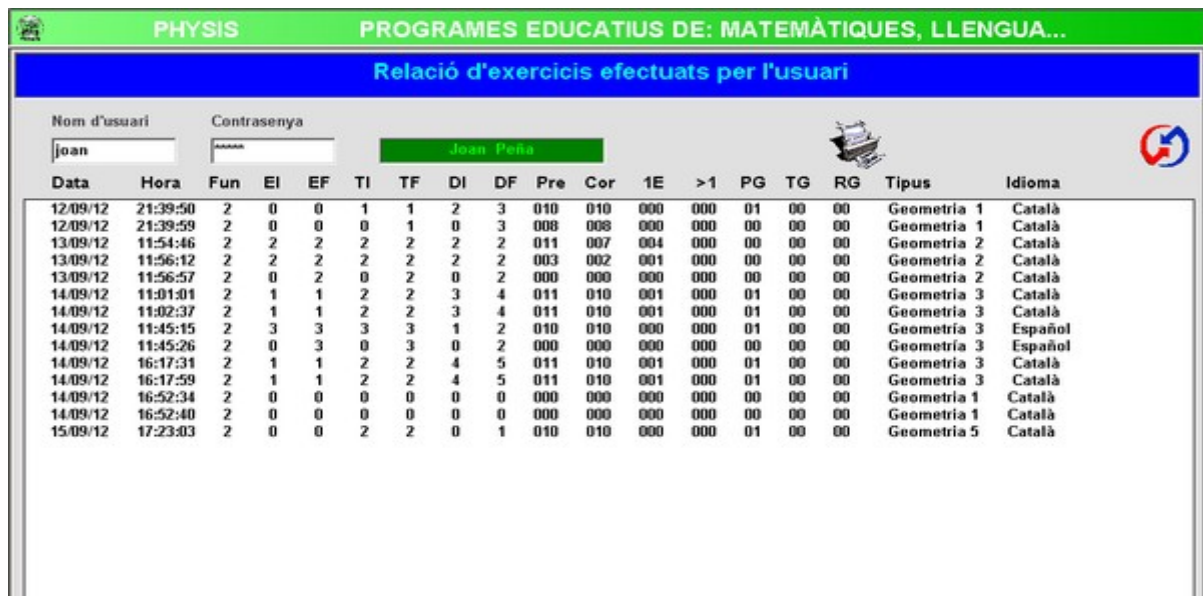 PHYSIS PROGRAMES EDUCATIUS DE: MATEMÀTIQUES, LLENGUA...
Relació d'exercicis efectuats per l'usuari
Nom d'usuari Contrasenya
joan ^^^^^ Joan Peña
Data Hora Fun EI EF TI TF DI DF Pre Cor 1E >1 PG TG RG Tipus Idioma
12/09/12 21:39:50 2 0 0 1 1 2 3 010 010 000 000 01 00 00 Geometria 1 Català
12/09/12 21:39:59 2 0 0 0 1 0 3 008 008 000 000 00 00 00 Geometria 1 Català
13/09/12 11:54:46 2 2 2 2 2 2 2 011 007 004 000 00 00 00 Geometria 2 Català
13/09/12 11:56:12 2 2 2 2 2 2 2 003 002 001 000 00 00 00 Geometria 2 Català
13/09/12 11:56:57 2 0 2 0 2 0 2 000 000 000 000 00 00 00 Geometria 2 Català
14/09/12 11:01:01 2 1 1 2 2 3 4 011 010 001 000 01 00 00 Geometria 3 Català
14/09/12 11:02:37 2 1 1 2 2 3 4 011 010 001 000 01 00 00 Geometria 3 Català
14/09/12 11:45:15 2 3 3 3 3 1 2 010 010 000 000 01 00 00 Geometría 3 Español
14/09/12 11:45:26 2 0 3 0 3 0 2 000 000 000 000 00 00 00 Geometría 3 Español
14/09/12 16:17:31 2 1 1 2 2 4 5 011 010 001 000 01 00 00 Geometria 3 Català
14/09/12 16:17:59 2 1 1 2 2 4 5 011 010 001 000 01 00 00 Geometria 3 Català
14/09/12 16:52:34 2 0 0 0 0 0 0 000 000 000 000 00 00 00 Geometria 1 Català
14/09/12 16:52:40 2 0 0 0 0 0 0 000 000 000 000 00 00 00 Geometria 1 Català
15/09/12 17:23:03 2 0 0 2 2 0 1 010 010 000 000 01 00 00 Geometria 5 Català